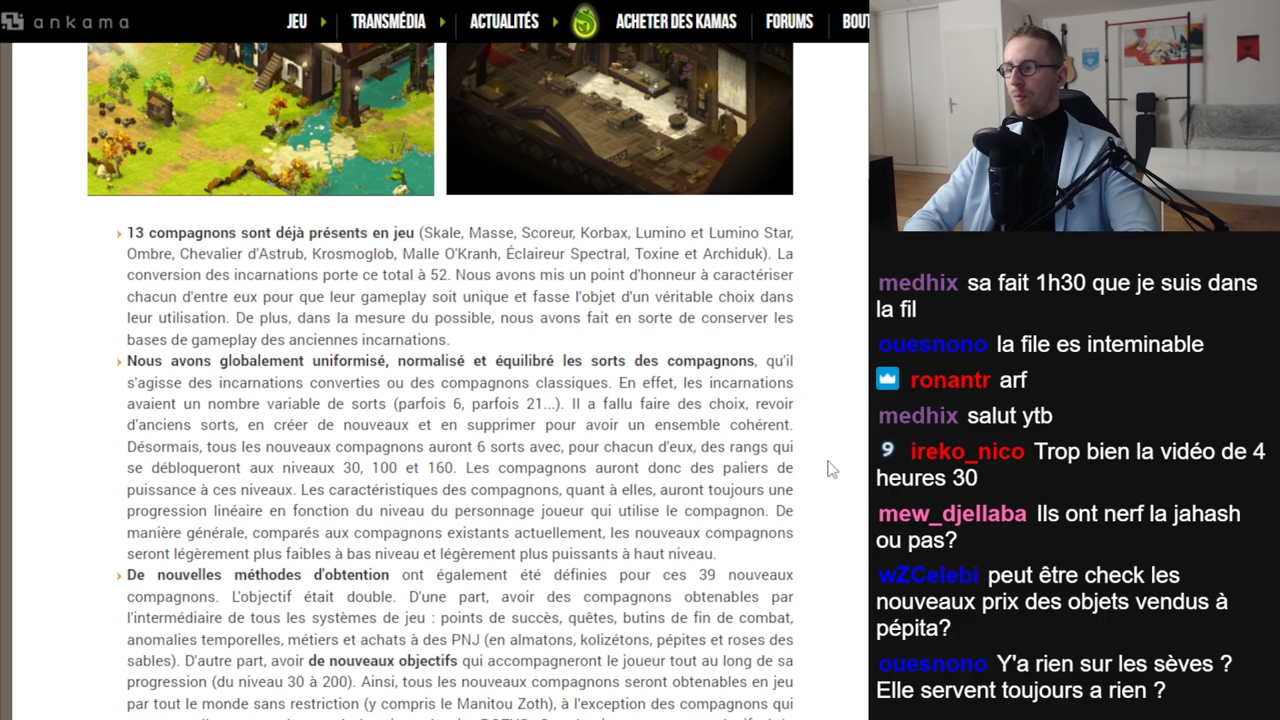 ankama
JEU TRANSMÉDIA ACTUALITÉS ACHETER DES KAMAS FORUMS BOUT
13 compagnons sont déjà présents en jeu (Skale, Masse, Scoreur, Korbax, Lumino et Lumino Star,
Ombre, Chevalier d'Astrub, Krosmoglob, Malle O'Kranh, Éclaireur Spectral, Toxine et Archiduk). La
conversion des incarnations porte ce total à 52. Nous avons mis un point d'honneur à caractériser
chacun d'entre eux pour que leur gameplay soit unique et fasse l'objet d'un véritable choix dans
leur utilisation. De plus, dans la mesure du possible, nous avons fait en sorte de conserver les
bases de gameplay des anciennes incarnations.
Nous avons globalement uniformisé, normalisé et équilibré les sorts des compagnons, qu'il
s'agisse des incarnations converties ou des compagnons classiques. En effet, les incarnations
avaient un nombre variable de sorts (parfois 6, parfois 21...). Il a fallu faire des choix, revoir
d'anciens sorts, en créer de nouveaux et en supprimer pour avoir un ensemble cohérent.
Désormais, tous les nouveaux compagnons auront 6 sorts avec, pour chacun d'eux, des rangs qui
se débloqueront aux niveaux 30, 100 et 160. Les compagnons auront donc des paliers de
puissance à ces niveaux. Les caractéristiques des compagnons, quant à elles, auront toujours une
progression linéaire en fonction du niveau du personnage joueur qui utilise le compagnon. De
manière générale, comparés aux compagnons existants actuellement, les nouveaux compagnons
seront légèrement plus faibles à bas niveau et légèrement plus puissants à haut niveau.
De nouvelles méthodes d'obtention ont également été définies pour ces 39 nouveaux
compagnons. L'objectif était double. D'une part, avoir des compagnons obtenables par
l'intermédiaire de tous les systèmes de jeu : points de succès, quêtes, butins de fin de combat,
anomalies temporelles, métiers et achats à des PNJ (en almatons, kolizétons, pépites et roses des
sables). D'autre part, avoir de nouveaux objectifs qui accompagneront le joueur tout au long de sa
progression (du niveau 30 à 200). Ainsi, tous les nouveaux compagnons seront obtenables en jeu
par tout le monde sans restriction (y compris le Manitou Zoth), à l'exception des compagnons qui
medhix sa fait 1h30 que je suis dans
la fil
ouesnono la file es inteminable
ronantr arf
medhix salut ytb
9 ireko_nico Trop bien la vidéo de 4
heures 30
mew_djellaba Ils ont nerf la jahash
ou pas?
wZCelebi peut être check les
nouveaux prix des objets vendus à
pépita?
ouesnono Y'a rien sur les sèves ?
Elle servent toujours a rien ?